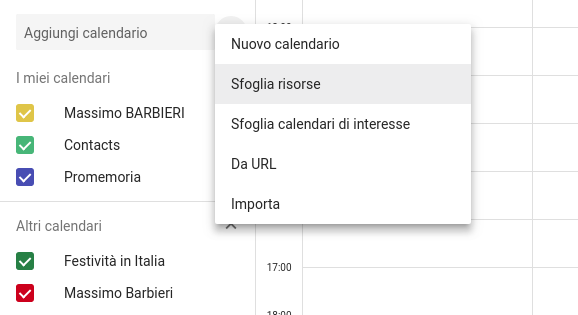 Aggiungi calendario
Nuovo calendario
Sfoglia risorse
Sfoglia calendari di interesse
Da URL
Importa
I miei calendari
Massimo BARBIERI
Contacts
Promemoria
Altri calendari
Festività in Italia
Massimo Barbieri
17:00
18:00